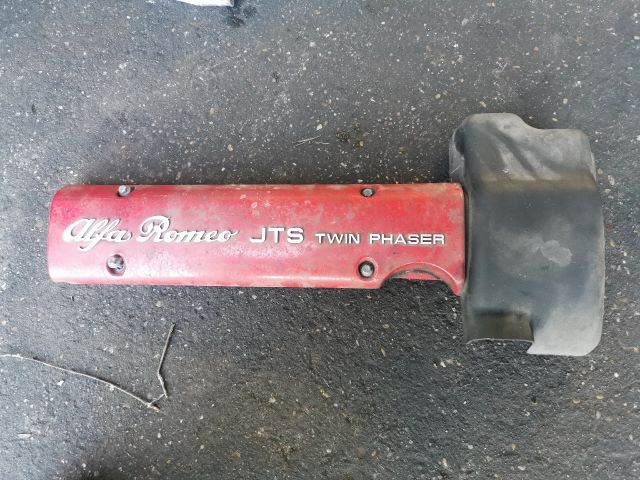 Alfa Romeo JTS TWIN PHASER